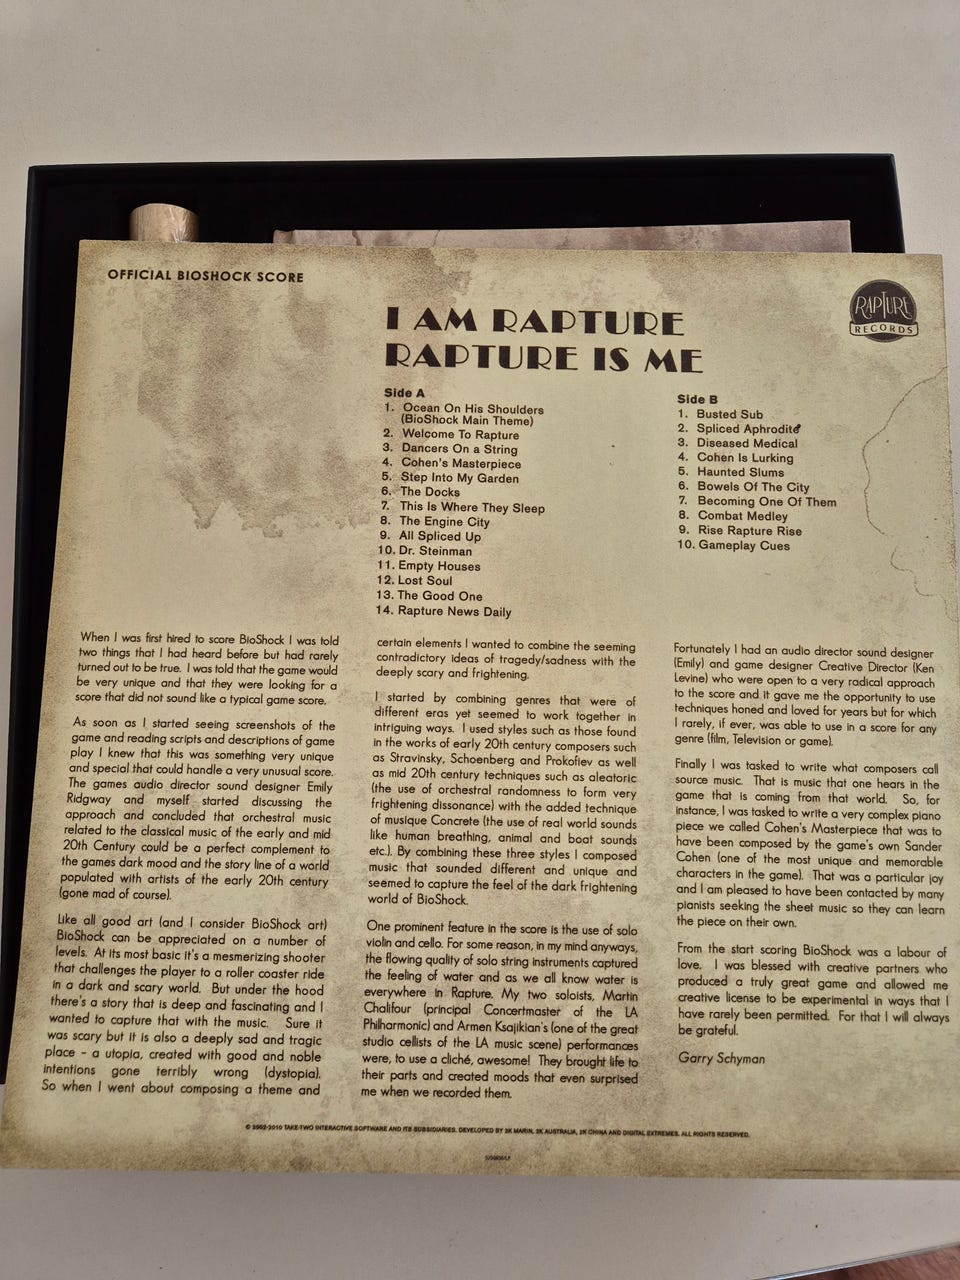 OFFICIAL BIOSHOCK SCORE
RAPTURE
RECORDS
I AM RAPTURE
RAPTURE IS ME
Side A
1. Ocean On His Shoulders
(BioShock Main Theme)
2. Welcome To Rapture
3. Dancers On a String
4. Cohen's Masterpiece
5. Step Into My Garden
6. The Docks
7. This Is Where They Sleep
8. The Engine City
9. All Spliced Up
10. Dr. Steinman
11. Empty Houses
12. Lost Soul
13. The Good One
14. Rapture News Daily
Side B
1. Busted Sub
2. Spliced Aphrodite
3. Diseased Medical
4. Cohen Is Lurking
5. Haunted Slums
6. Bowels Of The City
7. Becoming One Of Them
8. Combat Medley
9. Rise Rapture Rise
10. Gameplay Cues
When I was first hired to score BioShock I was told
two things that I had heard before but had rarely
turned out to be true. I was told that the game would
be very unique and that they were looking for a
score that did not sound like a typical game score.
As soon as I started seeing screenshots of the
game and reading scripts and descriptions of game
play I knew that this was something very unique
and special that could handle a very unusual score.
The games audio director sound designer Emily
Ridgway and myself started discussing the
approach and concluded that orchestral music
related to the classical music of the early and mid
20th Century could be a perfect complement to
the games dark mood and the story line of a world
populated with artists of the early 20th century
(gone mad of course).
Like all good art (and I consider BioShock art)
BioShock can be appreciated on a number of
levels. At its most basic it's a mesmerizing shooter
that challenges the player to a roller coaster ride
in a dark and scary world. But under the hood
there's a story that is deep and fascinating and I
wanted to capture that with the music. Sure it
was scary but it is also a deeply sad and tragic
place - a utopia, created with good and noble
intentions gone terribly wrong (dystopia).
So when I went about composing a theme and
certain elements I wanted to combine the seeming
contradictory ideas of tragedy/sadness with the
deeply scary and frightening.
I started by combining genres that were of
different eras yet seemed to work together in
intriguing ways. I used styles such as those found
in the works of early 20th century composers such
as Stravinsky, Schoenberg and Prokofiev as well
as mid 20th century techniques such as aleatoric
(the use of orchestral randomness to form very
frightening dissonance) with the added technique
of musique Concrete (the use of real world sounds
like human breathing, animal and boat sounds
etc.). By combining these three styles I composed
music that sounded different and unique and
seemed to capture the feel of the dark frightening
world of BioShock.
One prominent feature in the score is the use of solo
violin and cello. For some reason, in my mind anyways,
the flowing quality of solo string instruments captured
the feeling of water and as we all know water is
everywhere in Rapture. My two soloists, Martin
Chalifour (principal Concertmaster of the LA
Philharmonic) and Armen Ksajikian's (one of the great
studio cellists of the LA music scene) performances
were, to use a cliché, awesome! They brought life to
their parts and created moods that even surprised
me when we recorded them.
Fortunately I had an audio director sound designer
(Emily) and game designer Creative Director (Ken
Levine) who were open to a very radical approach
to the score and it gave me the opportunity to use
techniques honed and loved for years but for which
I rarely, if ever, was able to use in a score for any
genre (film, Television or game).
Finally I was tasked to write what composers call
source music. That is music that one hears in the
game that is coming from that world. So, for
instance, I was tasked to write a very complex piano
piece we called Cohen's Masterpiece that was to
have been composed by the game's own Sander
Cohen (one of the most unique and memorable
characters in the game). That was a particular joy
and I am pleased to have been contacted by many
pianists seeking the sheet music so they can learn
the piece on their own.
From the start scoring BioShock was a labour of
love. I was blessed with creative partners who
produced a truly great game and allowed me
creative license to be experimental in ways that I
have rarely been permitted. For that I will always
be grateful.
Garry Schyman
© 2002-2010 TAKE-TWO INTERACTIVE SOFTWARE AND ITS SUBSIDIARIES. DEVELOPED BY 2K MARIN, 2K AUSTRALIA, 2K CHINA AND DIGITAL EXTREMES. ALL RIGHTS RESERVED.